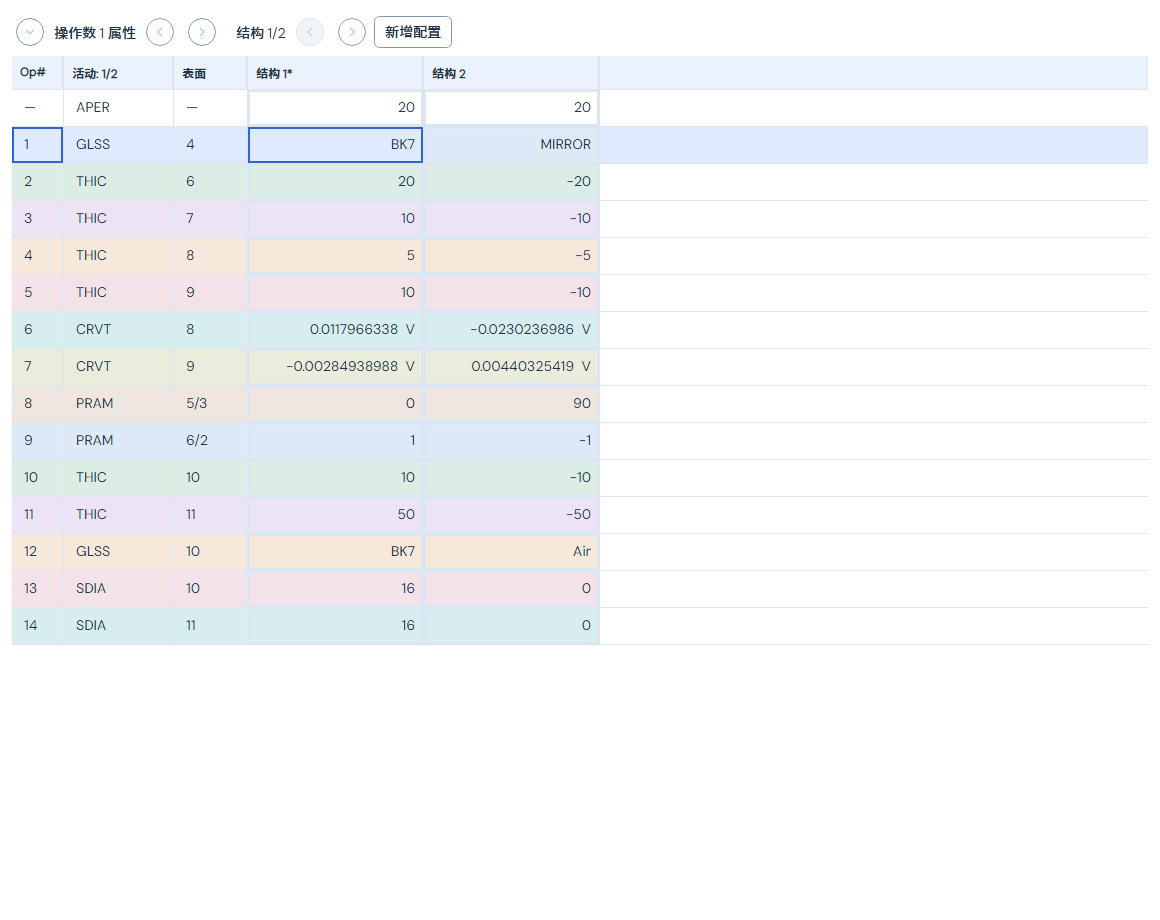 操作数 1 属性 结构 1/2 新增配置
Op# 活动: 1/2 表面 结构 1* 结构 2
— APER — 20 20
1 GLSS 4 BK7 MIRROR
2 THIC 6 20 −20
3 THIC 7 10 −10
4 THIC 8 5 −5
5 THIC 9 10 −10
6 CRVT 8 0.0117966338 V −0.0230236986 V
7 CRVT 9 −0.00284938988 V 0.00440325419 V
8 PRAM 5/3 0 90
9 PRAM 6/2 1 −1
10 THIC 10 10 −10
11 THIC 11 50 −50
12 GLSS 10 BK7 Air
13 SDIA 10 16 0
14 SDIA 11 16 0